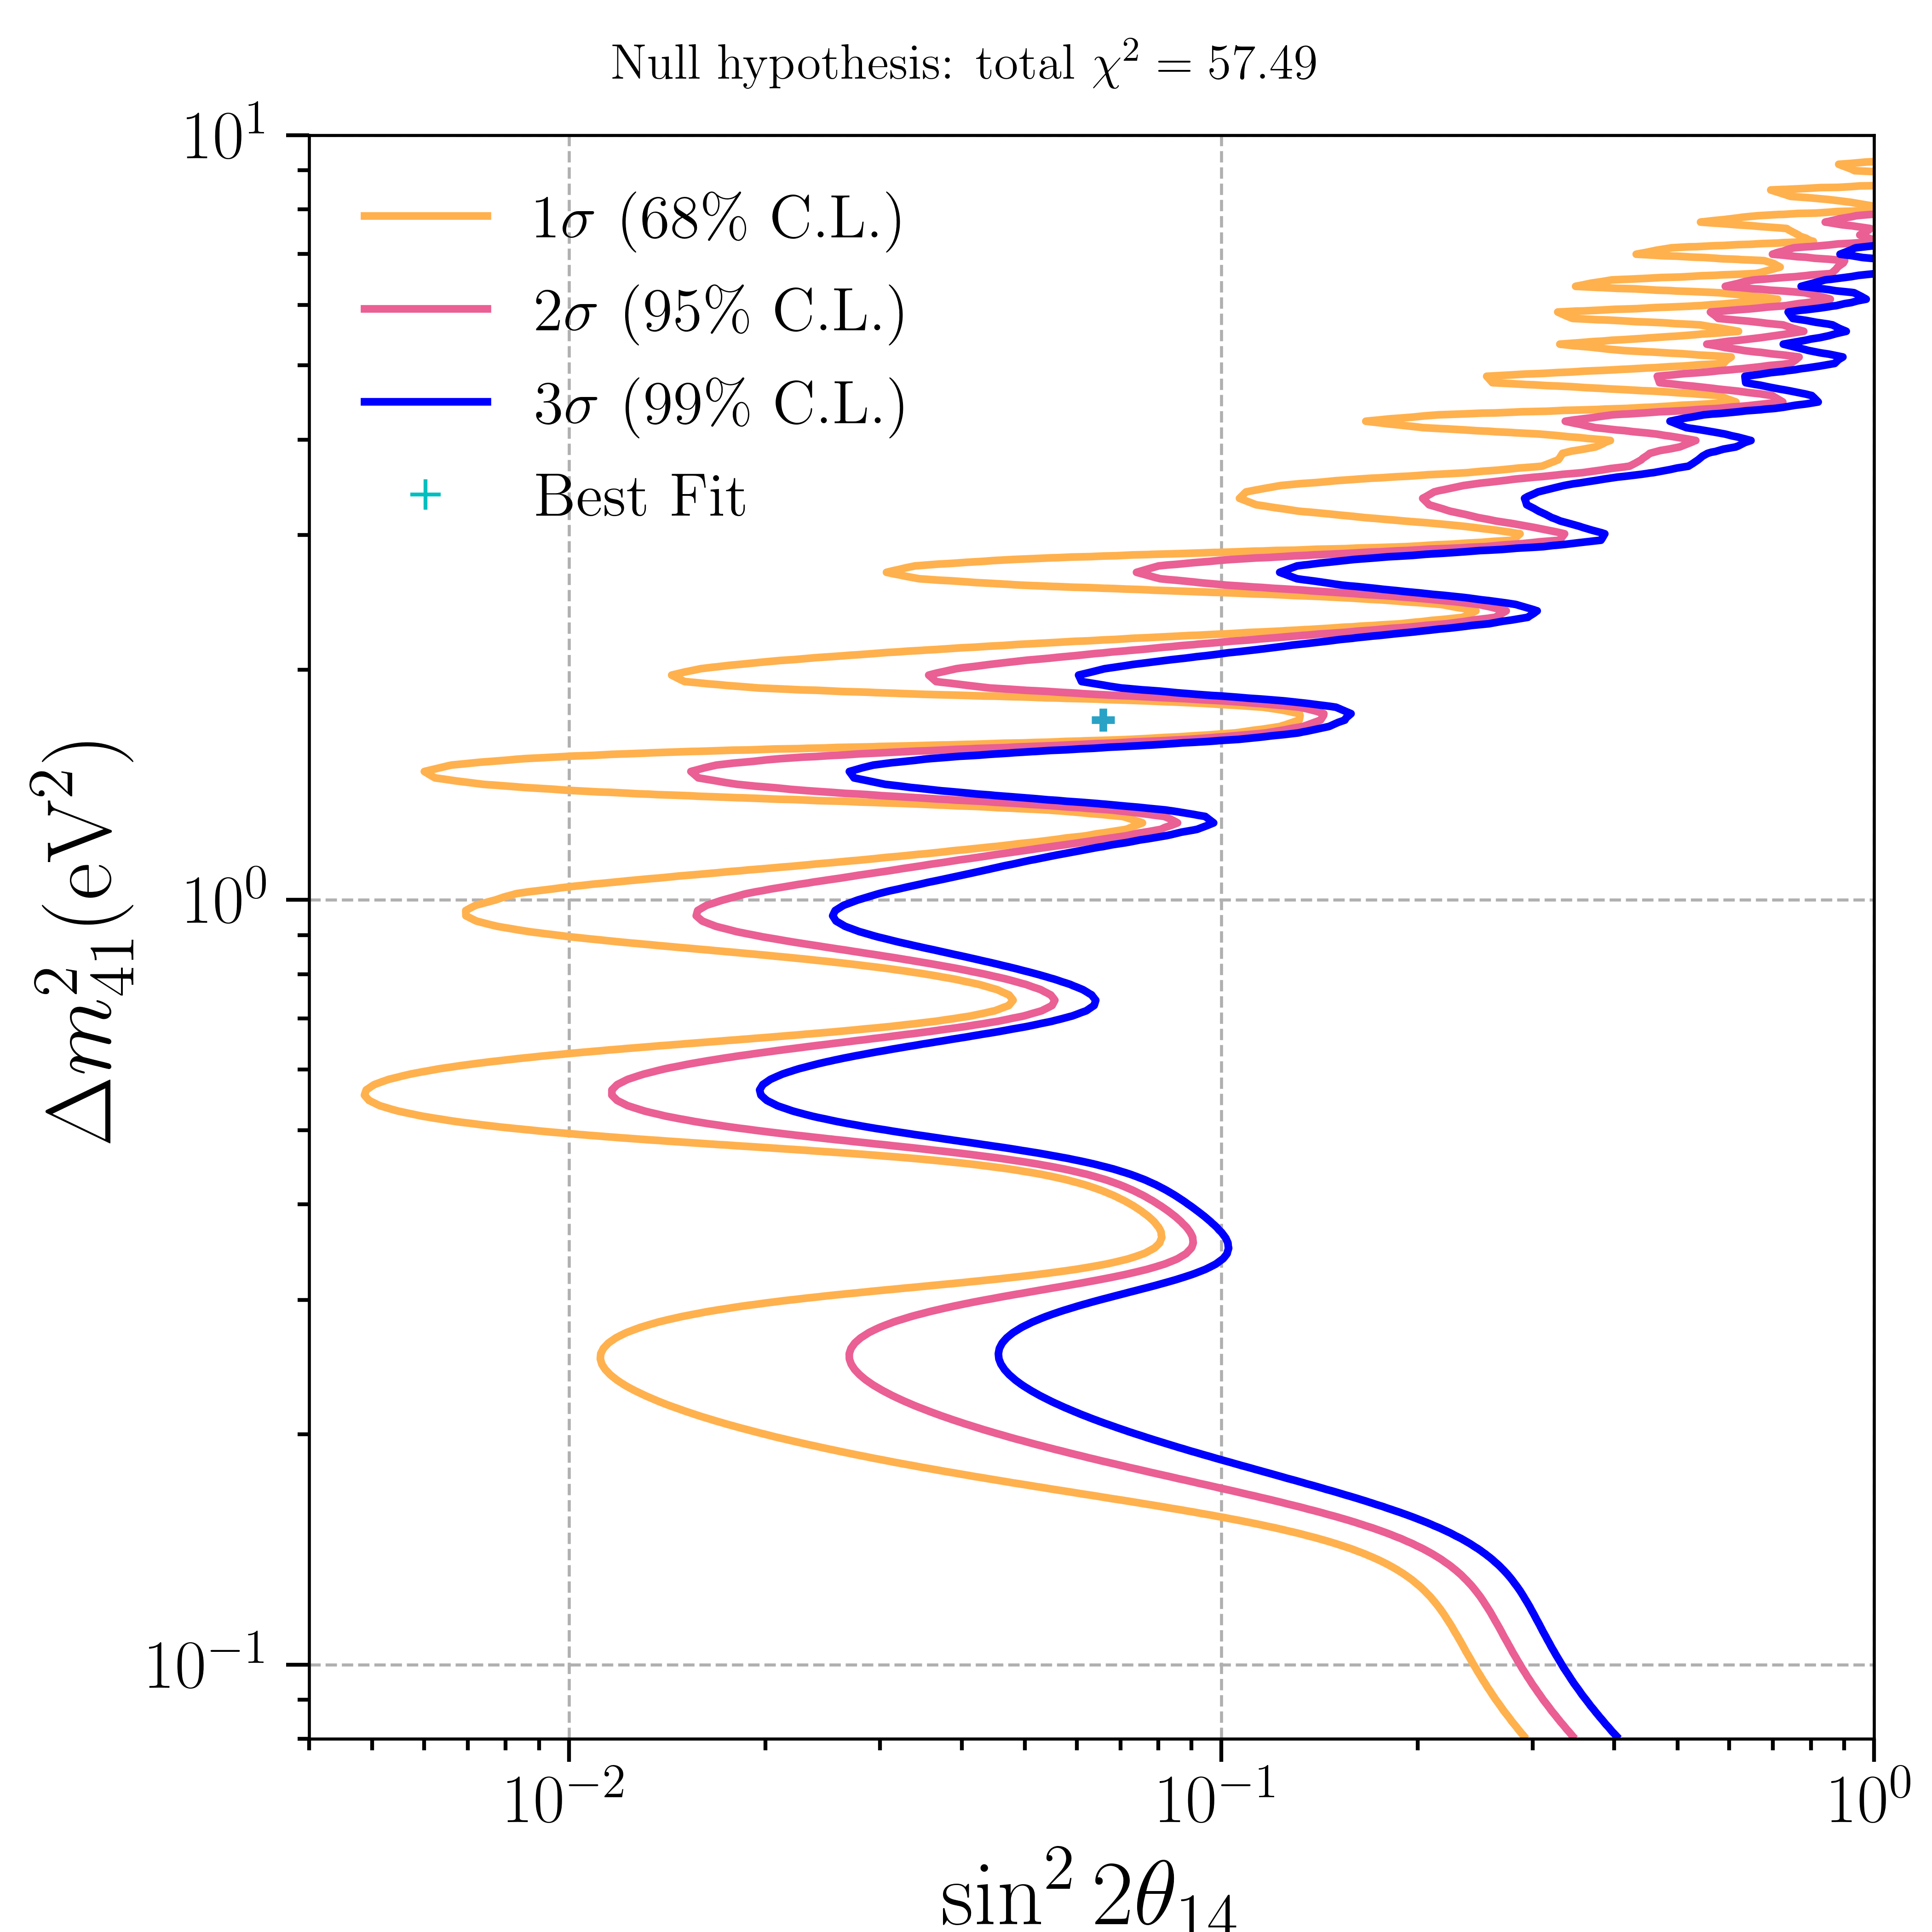 Null hypothesis: total χ² = 57.49
10¹
1σ (68% C.L.)
2σ (95% C.L.)
3σ (99% C.L.)
Best Fit
Δm²₄₁(eV²)
10⁰
10⁻¹
10⁻² 10⁻¹ 10⁰
sin² 2θ₁₄